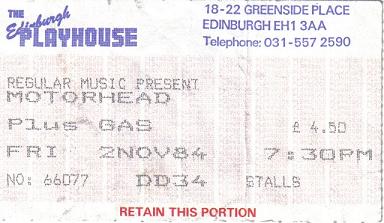 THE
Edinburgh
PLAYHOUSE
18-22 GREENSIDE PLACE
EDINBURGH EH1 3AA
Telephone: 031-557 2590
REGULAR MUSIC PRESENT
MOTORHEAD
Plus GAS
£ 4.50
FRI 2NOV84 7:30PM
NO: 66077 DD34 STALLS
RETAIN THIS PORTION